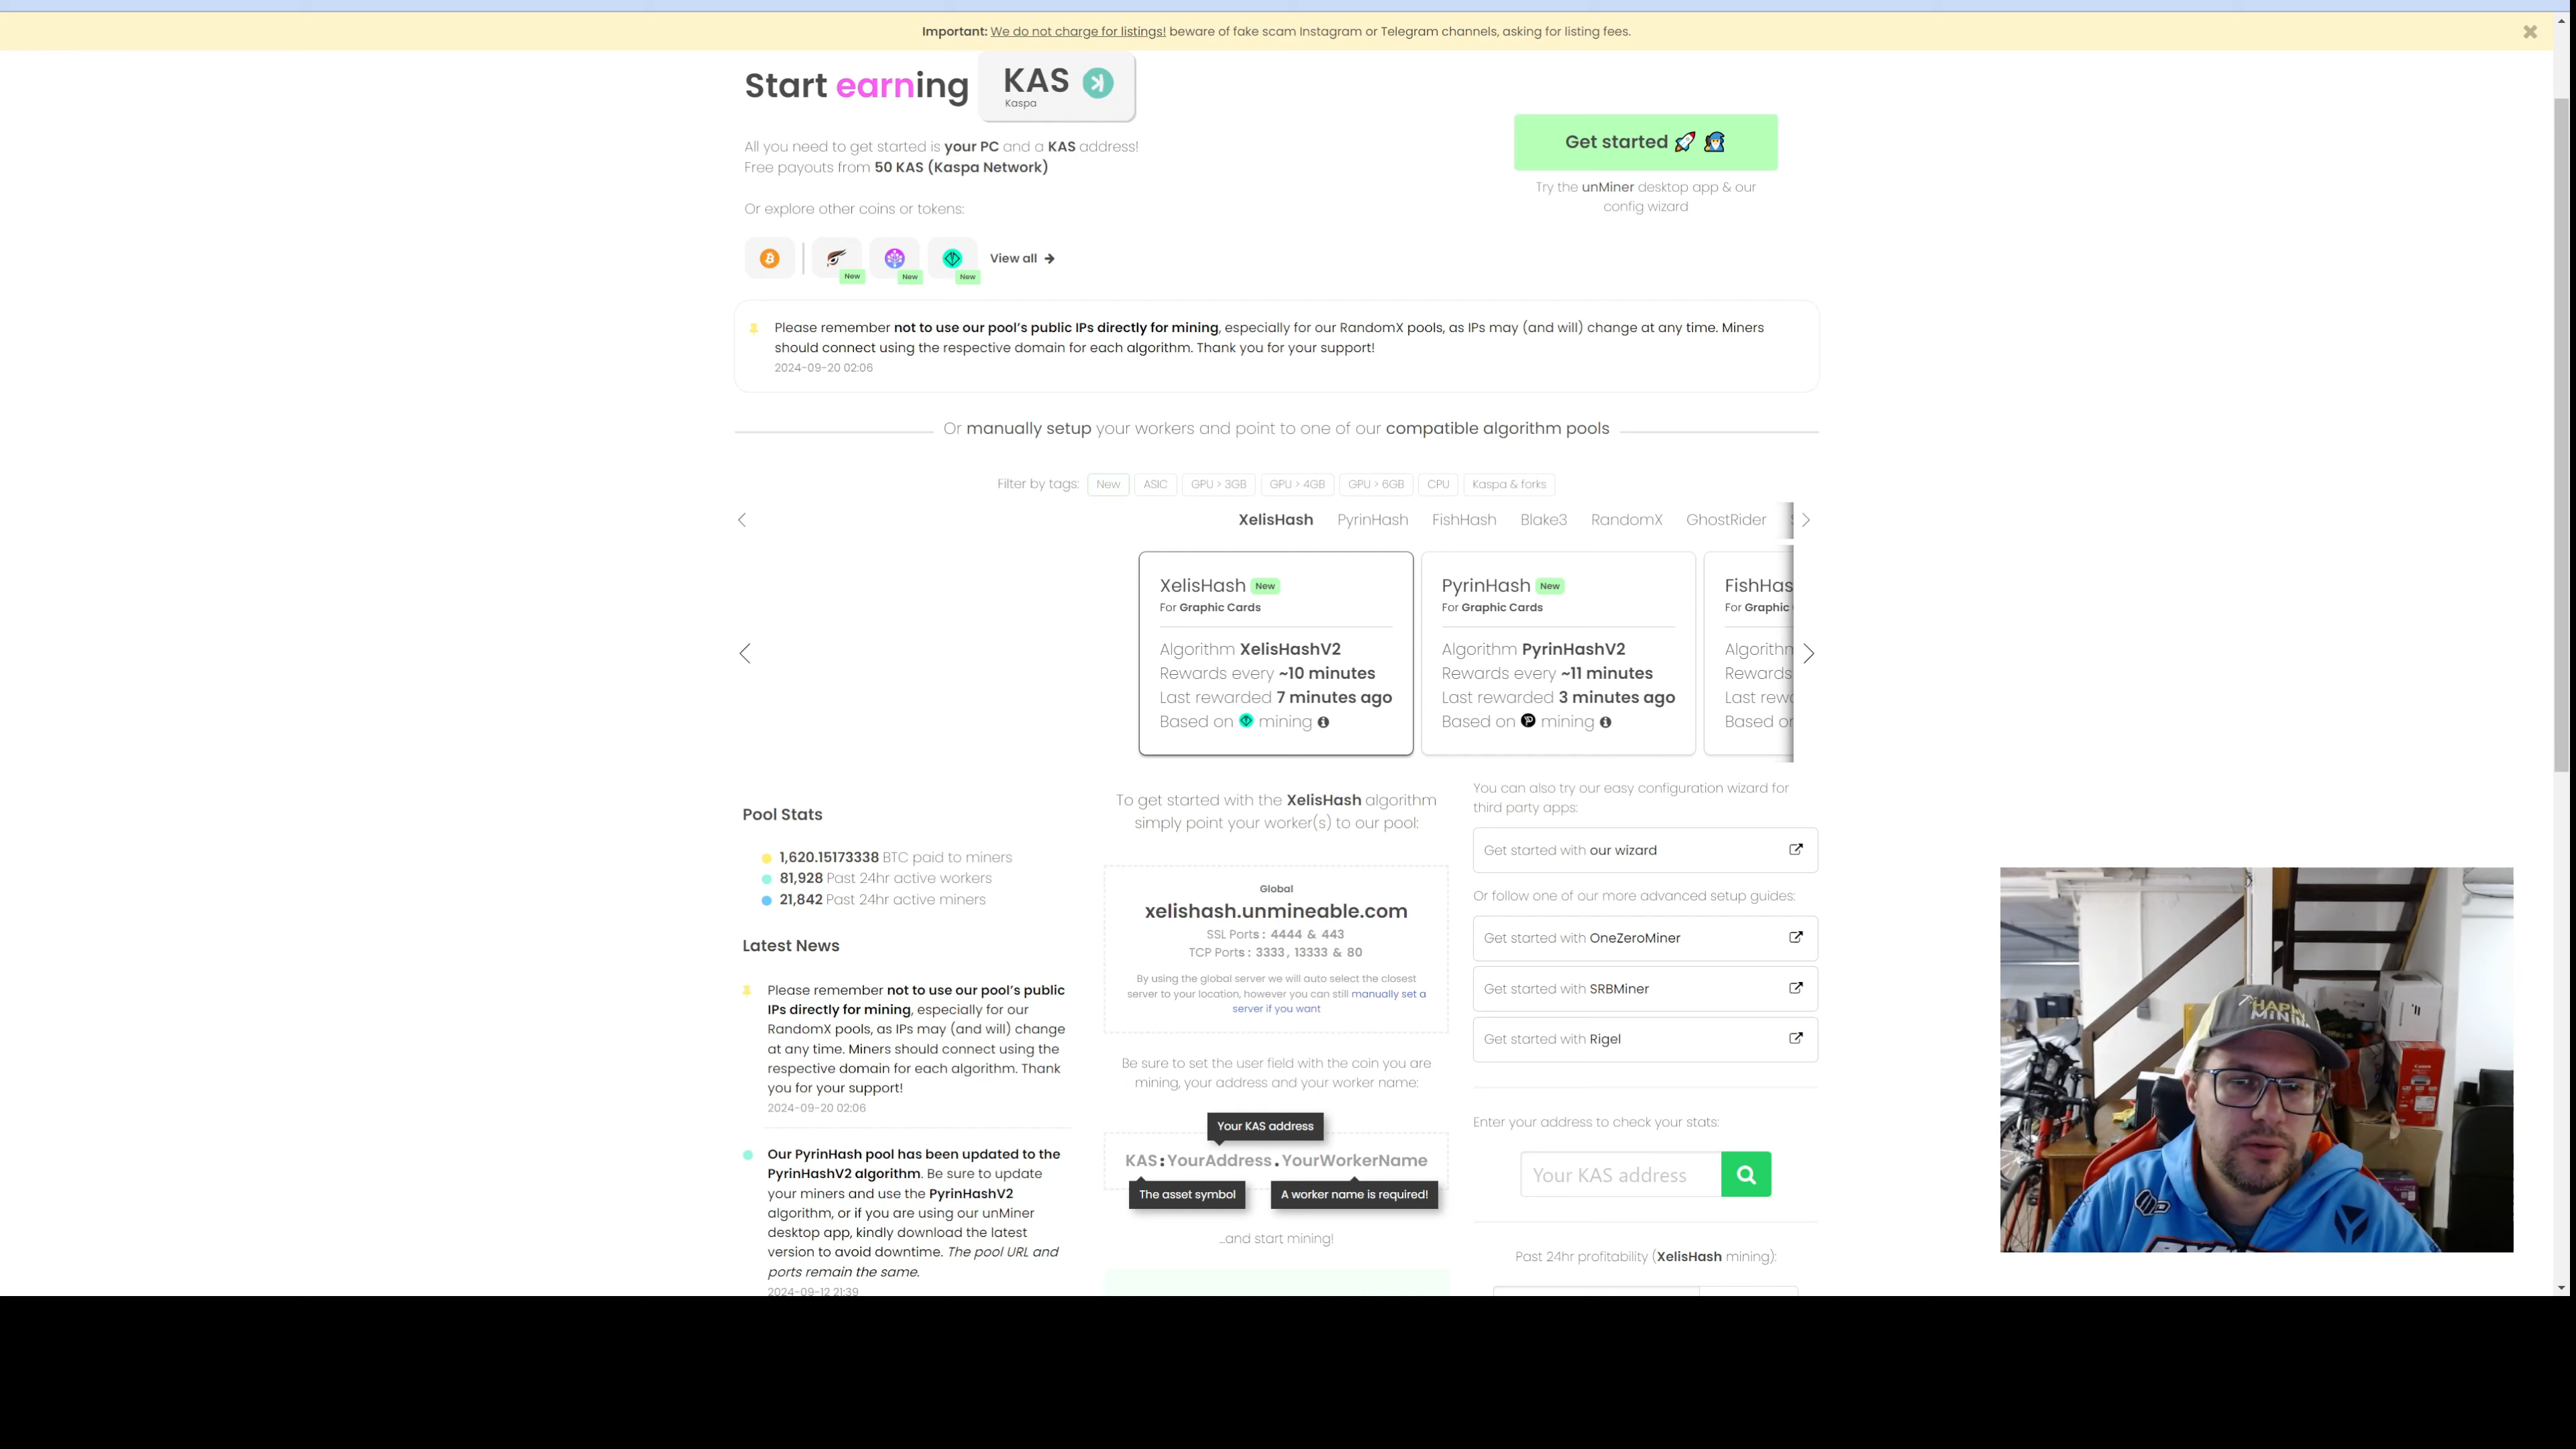 Important: We do not charge for listings! beware of fake scam Instagram or Telegram channels, asking for listing fees.
Start earning
KAS
Kaspa
All you need to get started is your PC and a KAS address!
Free payouts from 50 KAS (Kaspa Network)
Get started
Try the unMiner desktop app & our
config wizard
Or explore other coins or tokens:
View all
New
New
New
Please remember not to use our pool's public IPs directly for mining, especially for our RandomX pools, as IPs may (and will) change at any time. Miners
should connect using the respective domain for each algorithm. Thank you for your support!
2024-09-20 02:06
Or manually setup your workers and point to one of our compatible algorithm pools
Filter by tags: New ASIC GPU > 3GB GPU > 4GB GPU > 6GB CPU Kaspa & forks
XelisHash PyrinHash FishHash Blake3 RandomX GhostRider
XelisHash New
For Graphic Cards
Algorithm XelisHashV2
Rewards every ~10 minutes
Last rewarded 7 minutes ago
Based on mining
PyrinHash New
For Graphic Cards
Algorithm PyrinHashV2
Rewards every ~11 minutes
Last rewarded 3 minutes ago
Based on mining
FishHas
For Graphic
Algorithm
Rewards
Last rew
Based on
Pool Stats
1,620.15173338 BTC paid to miners
81,928 Past 24hr active workers
21,842 Past 24hr active miners
Latest News
Please remember not to use our pool's public
IPs directly for mining, especially for our
RandomX pools, as IPs may (and will) change
at any time. Miners should connect using the
respective domain for each algorithm. Thank
you for your support!
2024-09-20 02:06
Our PyrinHash pool has been updated to the
PyrinHashV2 algorithm. Be sure to update
your miners and use the PyrinHashV2
algorithm, or if you are using our unMiner
desktop app, kindly download the latest
version to avoid downtime. The pool URL and
ports remain the same.
2024-09-12 21:39
To get started with the XelisHash algorithm
simply point your worker(s) to our pool:
Global
xelishash.unmineable.com
SSL Ports : 4444 & 443
TCP Ports : 3333 , 13333 & 80
By using the global server we will auto select the closest
server to your location, however you can still manually set a
server if you want
Be sure to set the user field with the coin you are
mining, your address and your worker name:
Your KAS address
KAS:YourAddress.YourWorkerName
The asset symbol
A worker name is required!
...and start mining!
You can also try our easy configuration wizard for
third party apps:
Get started with our wizard
Or follow one of our more advanced setup guides:
Get started with OneZeroMiner
Get started with SRBMiner
Get started with Rigel
Enter your address to check your stats:
Your KAS address
Past 24hr profitability (XelisHash mining):
Canon